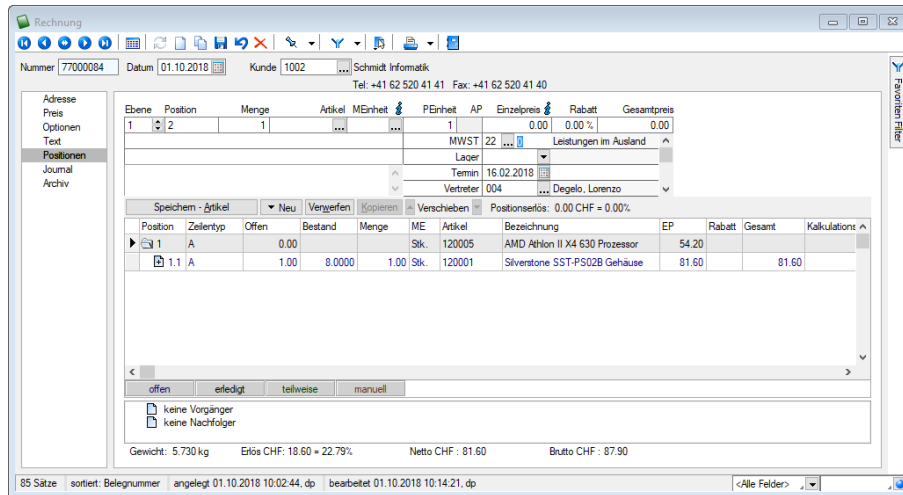 Rechnung
Nummer 77000084 Datum 01.10.2018 Kunde 1002 ... Schmidt Informatik
Tel: +41 62 520 41 41 Fax: +41 62 520 41 40
Favoriten Filter
Adresse
Preis
Optionen
Text
Positionen
Journal
Archiv
Ebene Position Menge Artikel MEinheit PEinheit AP Einzelpreis Rabatt Gesamtpreis
1 2 1 ... ... 1 0.00 0.00 % 0.00
MWST 22 ... 0 Leistungen im Ausland
Lager
Termin 16.02.2018
Vertreter 004 ... Degelo, Lorenzo
Speichern - Artikel Neu Verwerfen Kopieren Verschieben Positionserlös: 0.00 CHF = 0.00%
Position Zeilentyp Offen Bestand Menge ME Artikel Bezeichnung EP Rabatt Gesamt Kalkulations
1 A 0.00 Stk. 120005 AMD Athlon II X4 630 Prozessor 54.20
1.1 A 1.00 8.0000 1.00 Stk. 120001 Silverstone SST-PS02B Gehäuse 81.60 81.60
offen erledigt teilweise manuell
keine Vorgänger
keine Nachfolger
Gewicht: 5.730 kg Erlös CHF: 18.60 = 22.79% Netto CHF : 81.60 Brutto CHF : 87.90
85 Sätze sortiert: Belegnummer angelegt 01.10.2018 10:02:44, dp bearbeitet 01.10.2018 10:14:21, dp <Alle Felder>